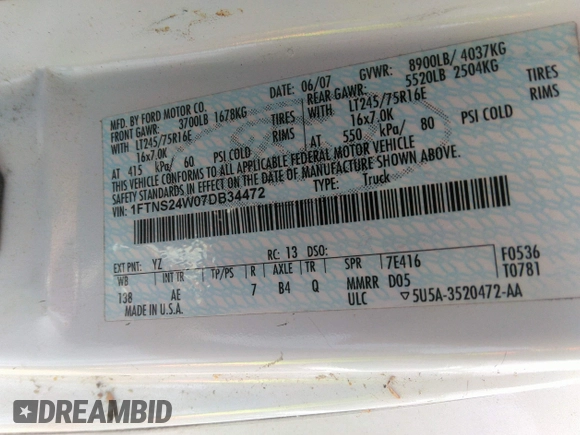 MFD. BY FORD MOTOR CO.
DATE: 06/07
GVWR: 8900LB/ 4037KG
FRONT GAWR: 3700LB 1678KG
REAR GAWR: 5520LB 2504KG
WITH LT245/75R16E TIRES
LT245/75R16E TIRES
16x7.0K RIMS
WITH 16x7.0K RIMS
AT 415 kPa/ 60 PSI COLD
AT 550 kPa/ 80 PSI COLD
THIS VEHICLE CONFORMS TO ALL APPLICABLE FEDERAL MOTOR VEHICLE
SAFETY STANDARDS IN EFFECT ON THE DATE OF MANUFACTURE SHOWN ABOVE.
VIN: 1FTNS24W07DB34472
TYPE: Truck
EXT PNT: YZ
RC: 13 DSO:
F0536
T0781
WB INT TR TP/PS R AXLE TR SPR 7E416
138 AE 7 B4 Q MMRR D05
MADE IN U.S.A.
ULC ▽5U5A-3520472-AA
DREAMBID